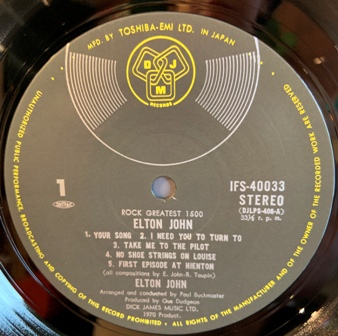 MFD. BY TOSHIBA-EMI LTD. IN JAPAN
DJM
RECORDS
1
IFS-40033
STEREO
(DJLPS-406-A)
33⅓ r. p. m.
ROCK GREATEST 1500
ELTON JOHN
1. YOUR SONG 2. I NEED YOU TO TURN TO
3. TAKE ME TO THE PILOT
4. NO SHOE STRINGS ON LOUISE
5. FIRST EPISODE AT HIENTON
(all compositions by E. John-B. Taupin)
ELTON JOHN
Arranged and conducted by Paul Buckmaster
Produced by Gus Dudgeon
DICK JAMES MUSIC LTD.
1970 Product
UNAUTHORIZED PUBLIC PERFORMANCE, BROADCASTING AND COPYING OF THIS RECORD PROHIBITED • ALL RIGHTS OF THE MANUFACTURER AND OF THE OWNER OF THE RECORDED WORK ARE RESERVED